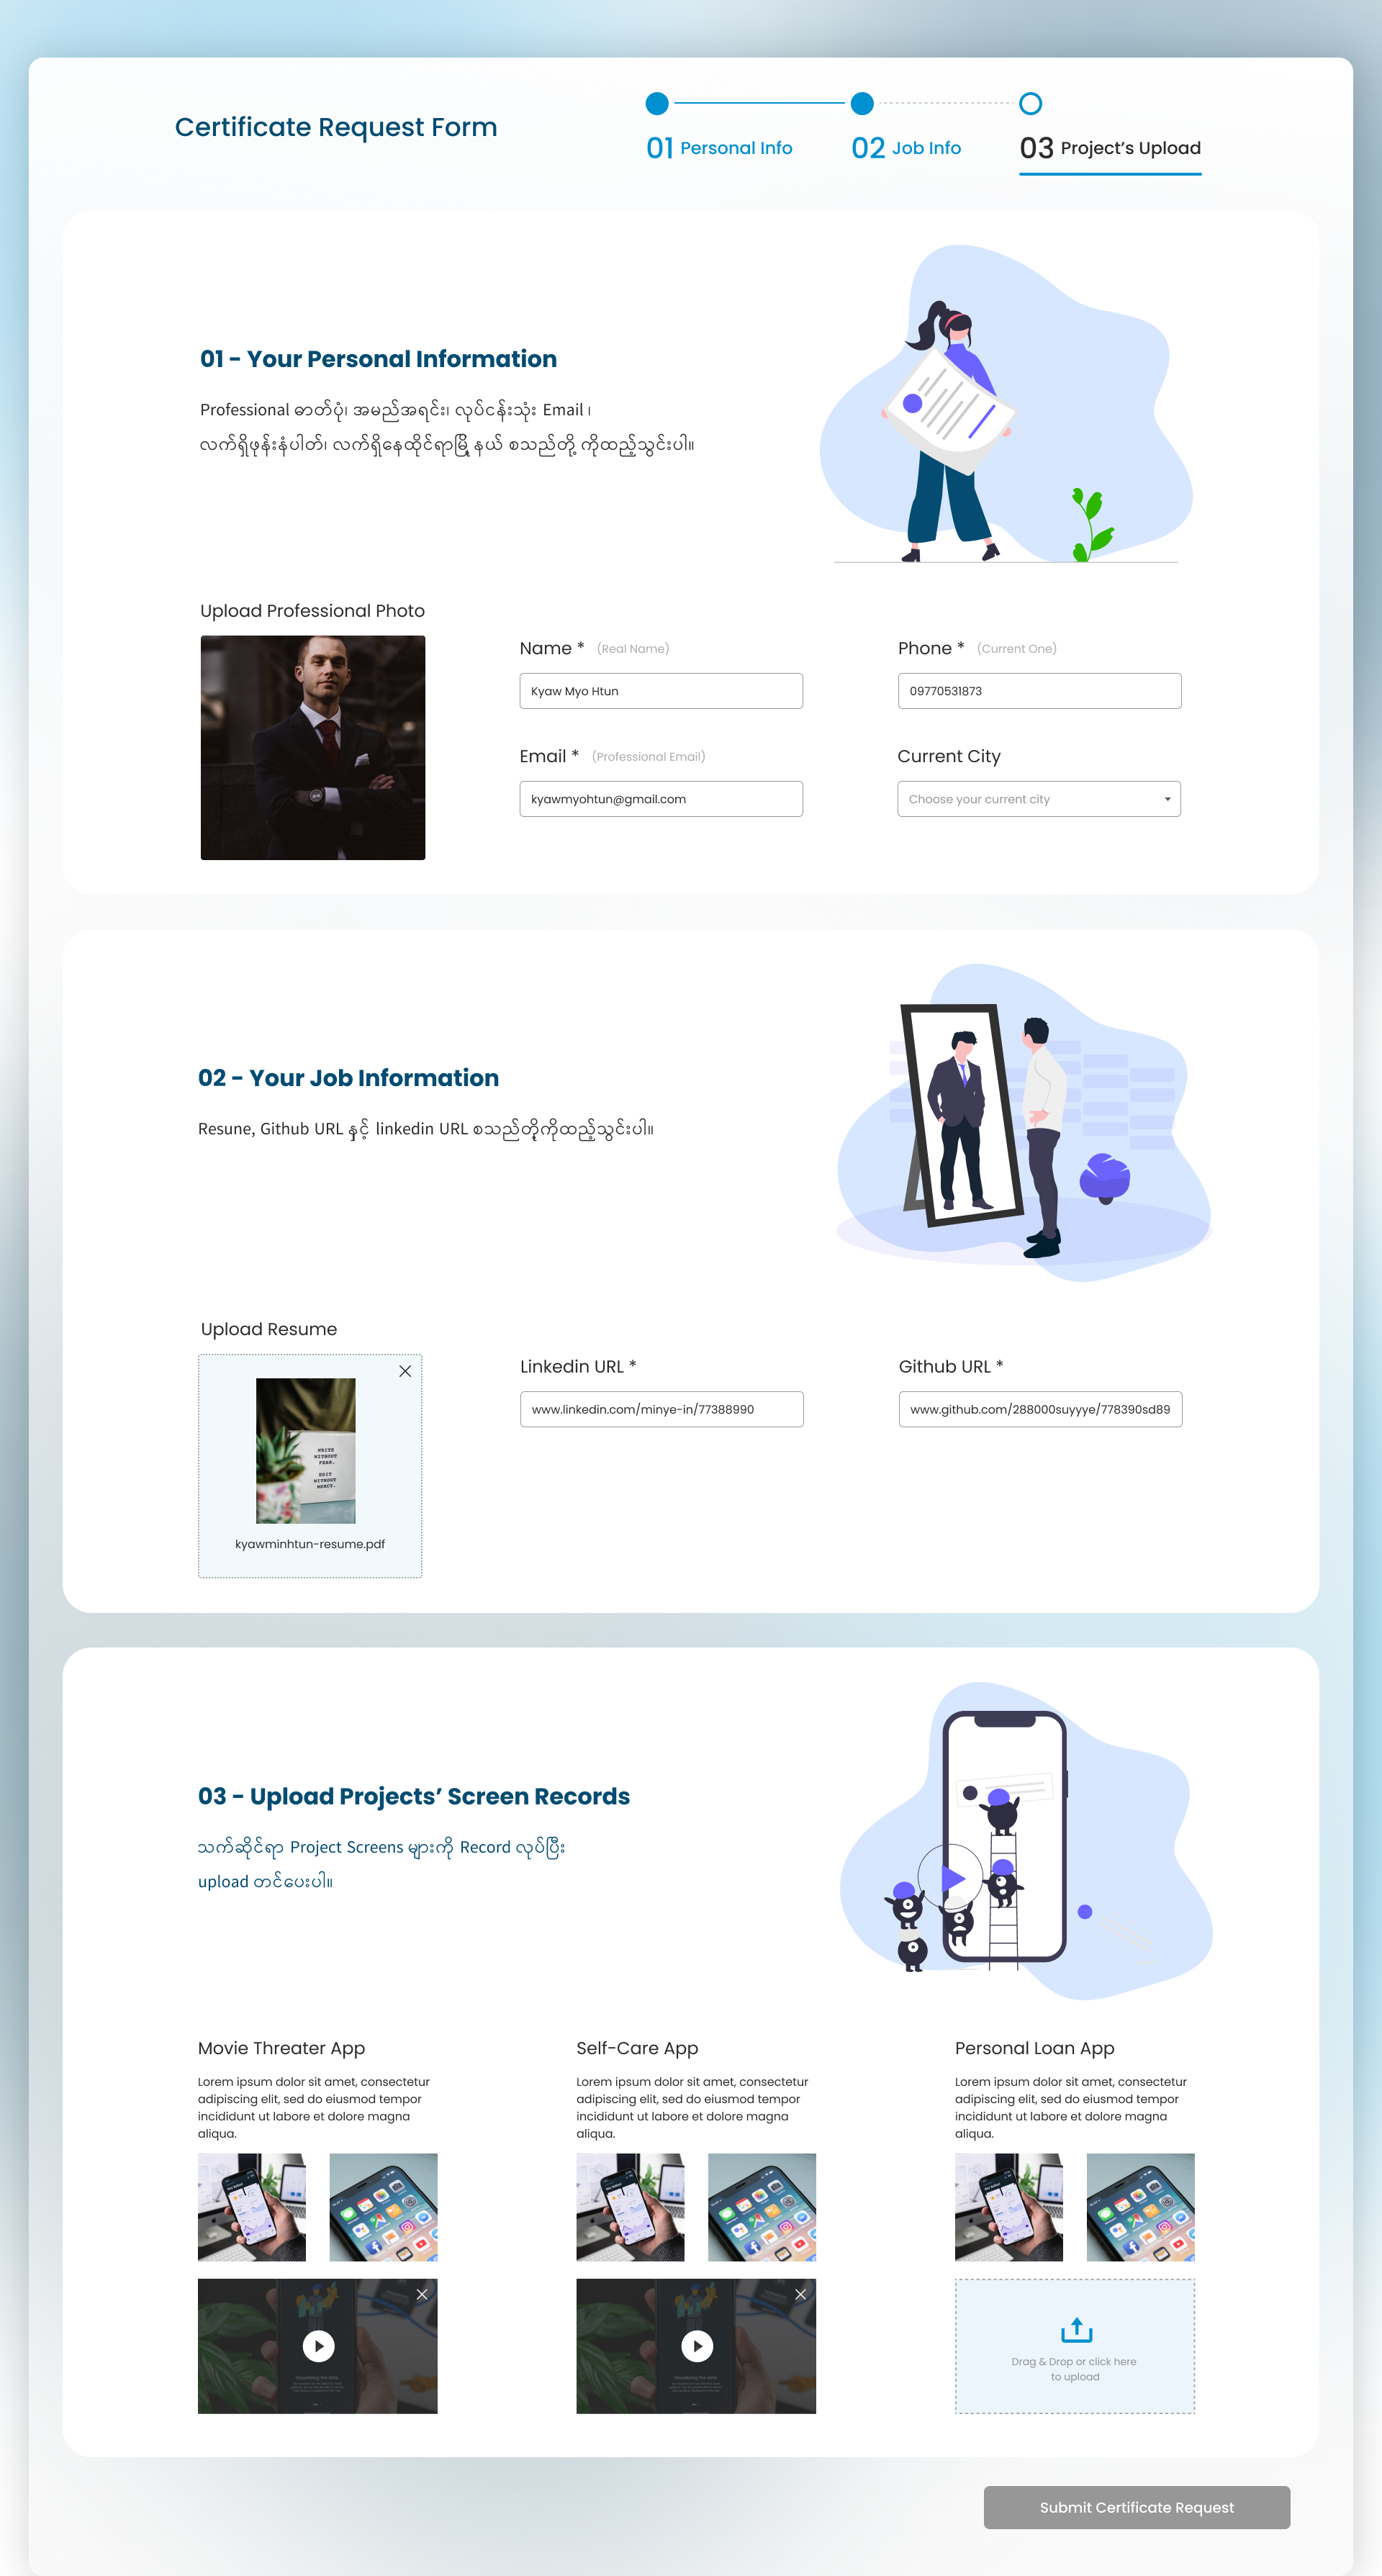 Certificate Request Form
01 Personal Info
02 Job Info
03 Project’s Upload
01 - Your Personal Information
Professional ဓာတ်ပုံ၊ အမည်အရင်း၊ လုပ်ငန်းသုံး Email ၊
လက်ရှိဖုန်းနံပါတ်၊ လက်ရှိနေထိုင်ရာမြို့နယ် စသည်တို့ ကိုထည့်သွင်းပါ။
Upload Professional Photo
Name * (Real Name)
Kyaw Myo Htun
Phone * (Current One)
09770531873
Email * (Professional Email)
kyawmyohtun@gmail.com
Current City
Choose your current city
02 - Your Job Information
Resune, Github URL နှင့် linkedin URL စသည်တို့ကိုထည့်သွင်းပါ။
Upload Resume
WRITE
WITHOUT
FEAR.
EDIT
WITHOUT
MERCY.
kyawminhtun-resume.pdf
Linkedin URL *
www.linkedin.com/minye-in/77388990
Github URL *
www.github.com/288000suyyye/778390sd89
03 - Upload Projects’ Screen Records
သက်ဆိုင်ရာ Project Screens များကို Record လုပ်ပြီး
upload တင်ပေးပါ။
Movie Threater App
Lorem ipsum dolor sit amet, consectetur
adipiscing elit, sed do eiusmod tempor
incididunt ut labore et dolore magna
aliqua.
Self-Care App
Lorem ipsum dolor sit amet, consectetur
adipiscing elit, sed do eiusmod tempor
incididunt ut labore et dolore magna
aliqua.
Personal Loan App
Lorem ipsum dolor sit amet, consectetur
adipiscing elit, sed do eiusmod tempor
incididunt ut labore et dolore magna
aliqua.
Drag & Drop or click here
to upload
Submit Certificate Request